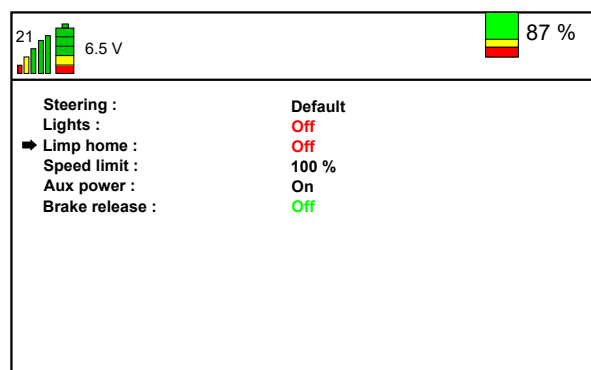 21
6.5 V
87 %
Steering : Default
Lights : Off
Limp home : Off
Speed limit : 100 %
Aux power : On
Brake release : Off